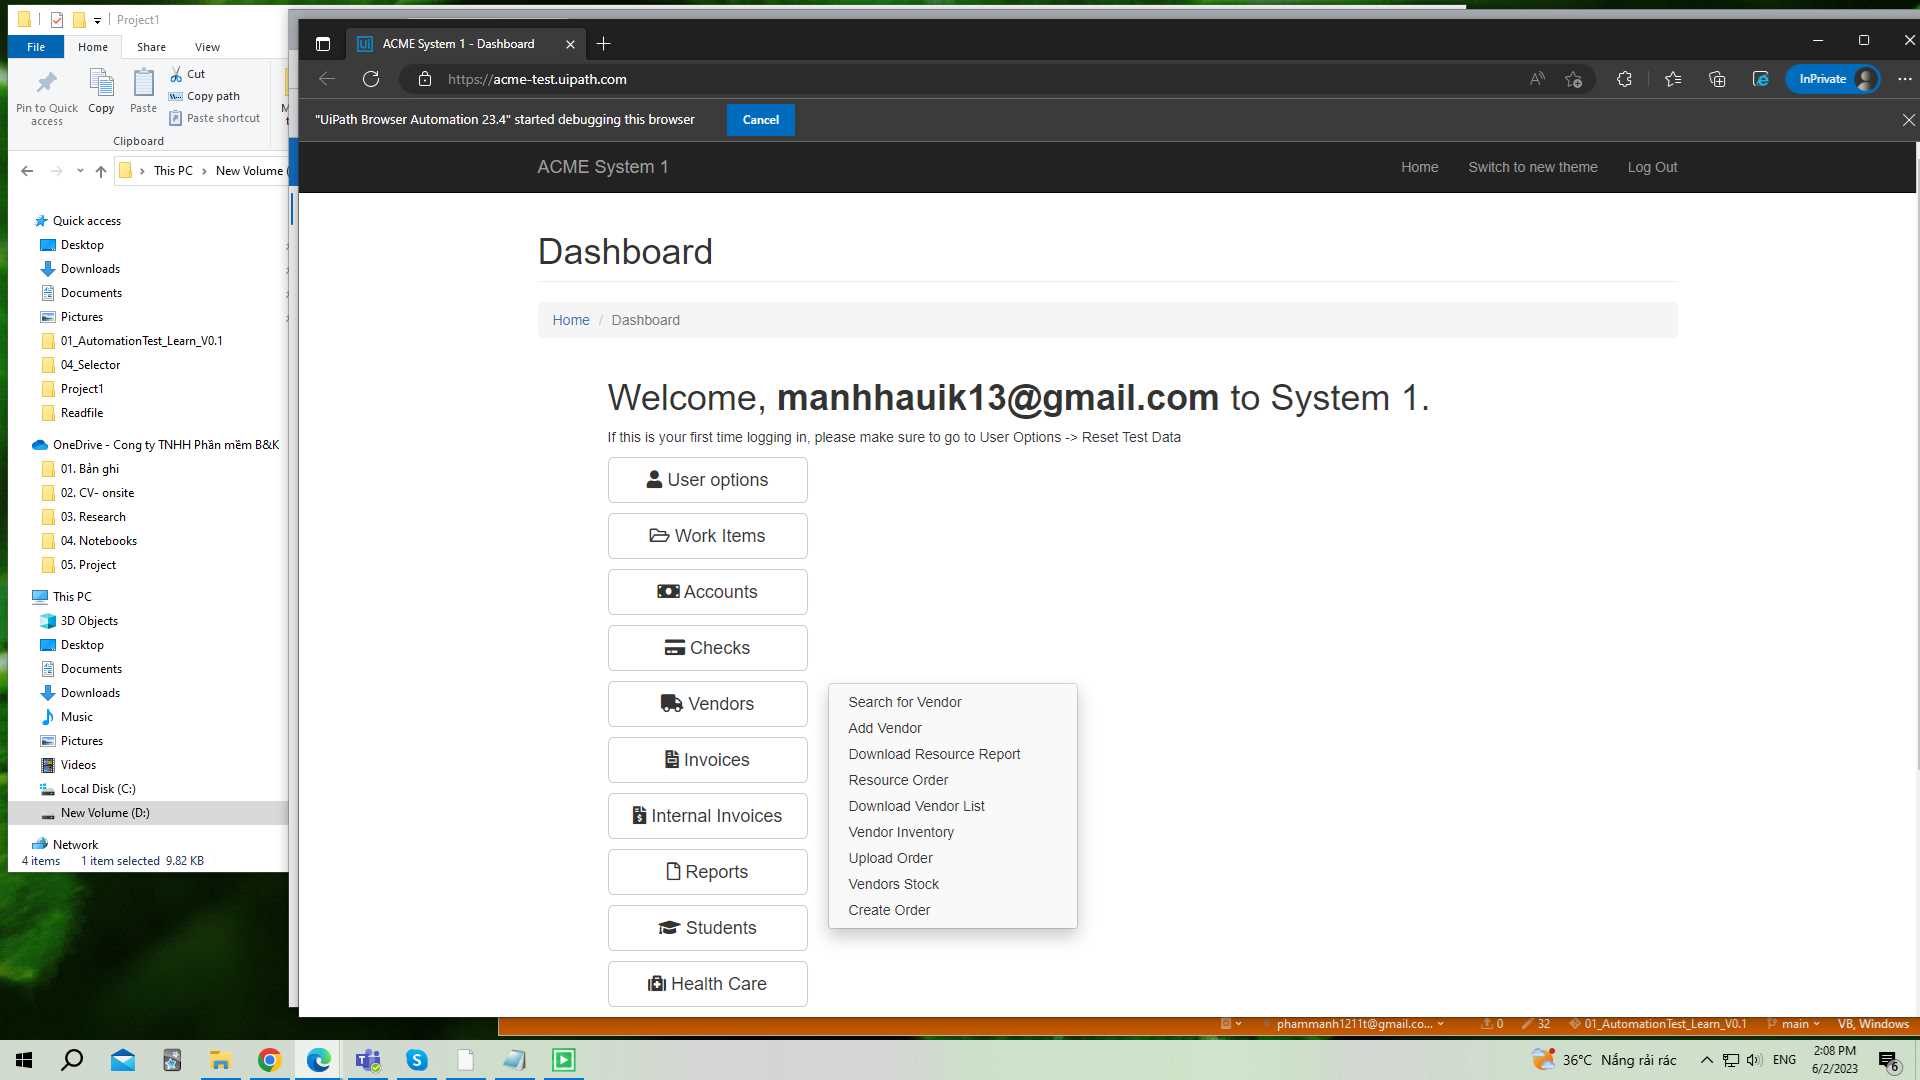 Project1
File
Home
Share
View
Pin to Quick
access
Copy
Paste
Cut
Copy path
Paste shortcut
Clipboard
This PC
New Volume (
Quick access
Desktop
Downloads
Documents
Pictures
01_AutomationTest_Learn_V0.1
04_Selector
Project1
Readfile
OneDrive - Cong ty TNHH Phần mềm B&K
01. Bản ghi
02. CV- onsite
03. Research
04. Notebooks
05. Project
This PC
3D Objects
Desktop
Documents
Downloads
Music
Pictures
Videos
Local Disk (C:)
New Volume (D:)
Network
4 items
1 item selected 9.82 KB
ACME System 1 - Dashboard
https://acme-test.uipath.com
InPrivate
"UiPath Browser Automation 23.4" started debugging this browser
Cancel
ACME System 1
Home
Switch to new theme
Log Out
Dashboard
Home / Dashboard
Welcome, manhhauik13@gmail.com to System 1.
If this is your first time logging in, please make sure to go to User Options -> Reset Test Data
User options
Work Items
Accounts
Checks
Vendors
Invoices
Internal Invoices
Reports
Students
Health Care
Search for Vendor
Add Vendor
Download Resource Report
Resource Order
Download Vendor List
Vendor Inventory
Upload Order
Vendors Stock
Create Order
phammanh1211t@gmail.co...
0
32
01_AutomationTest_Learn_V0.1
main
VB, Windows
36°C Nắng rải rác
ENG
2:08 PM
6/2/2023
6